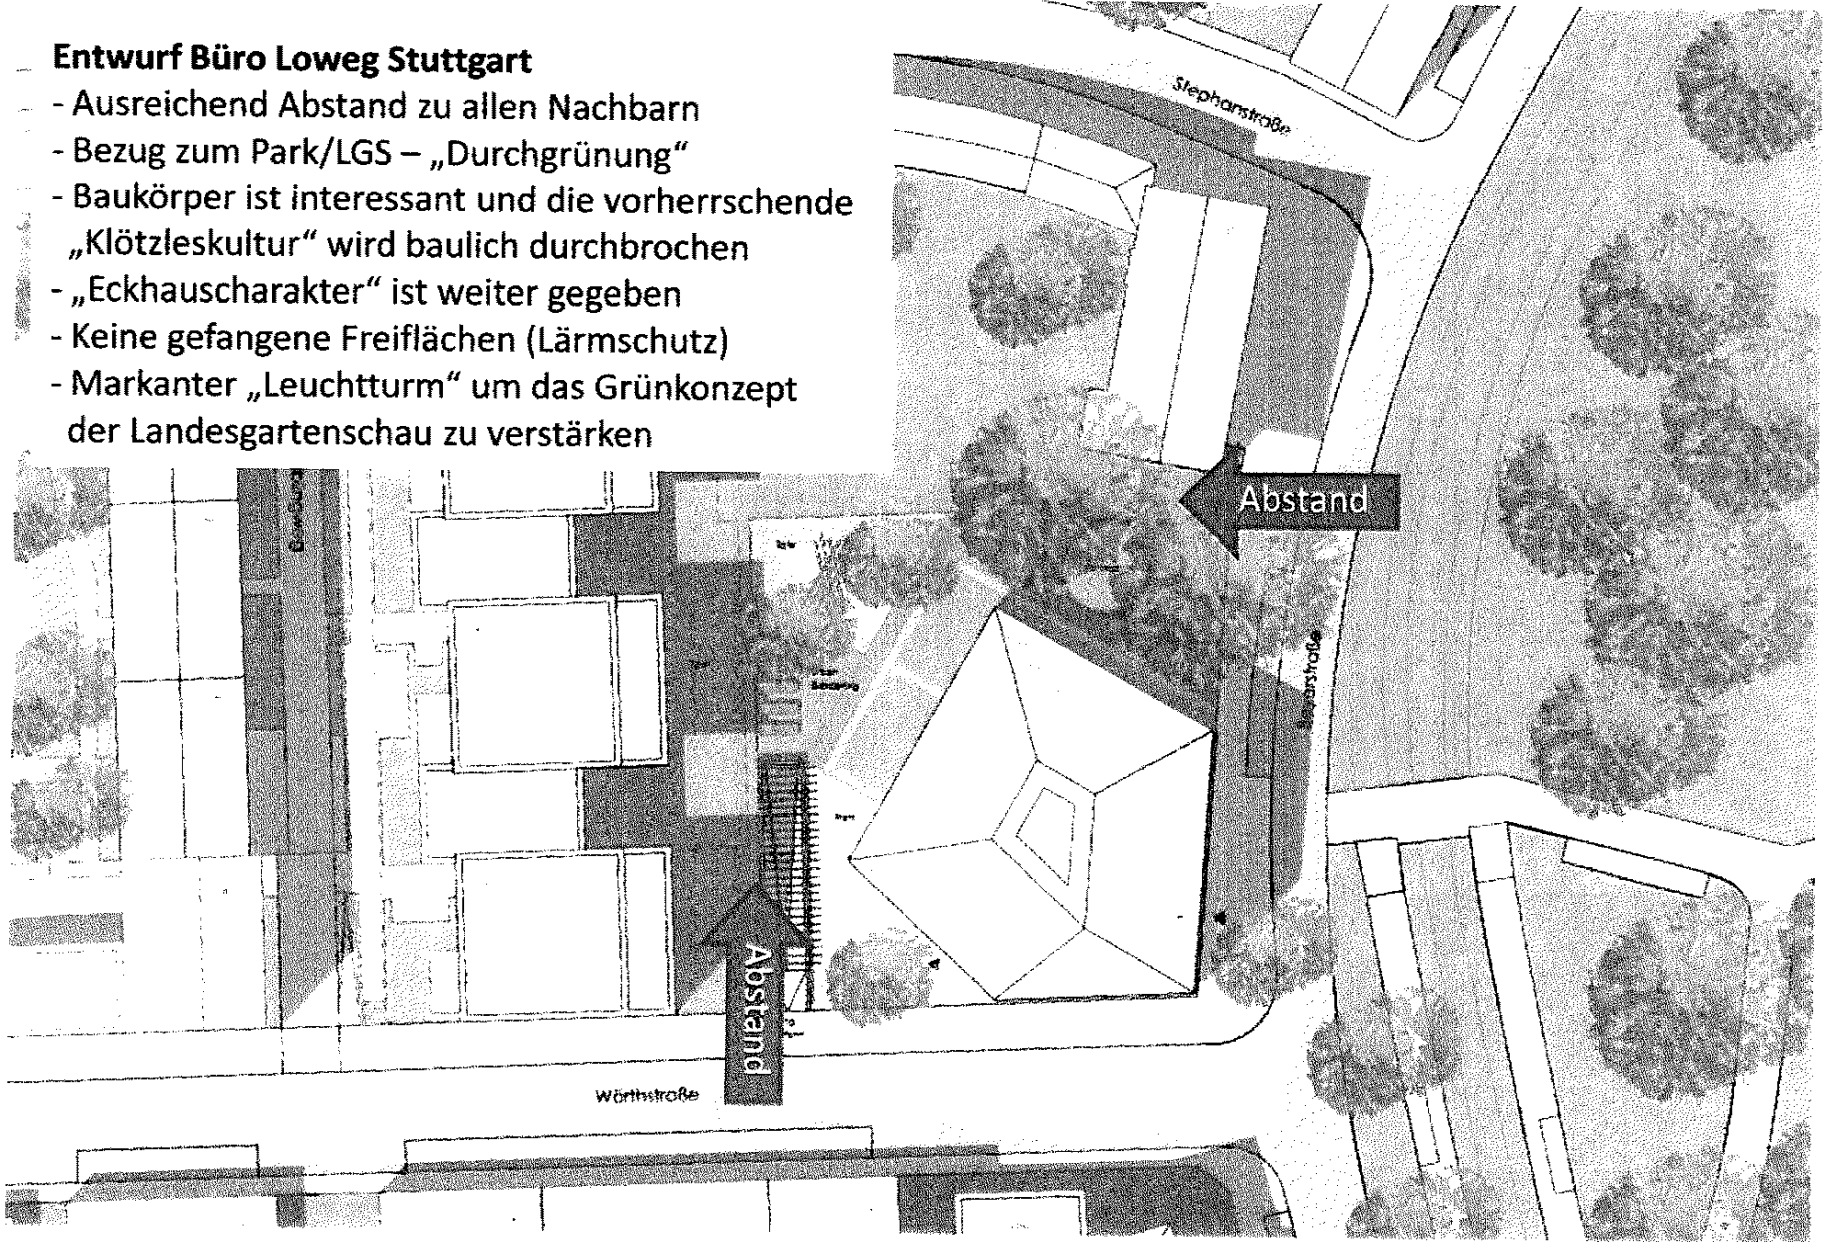 Entwurf Büro Loweg Stuttgart
- Ausreichend Abstand zu allen Nachbarn
- Bezug zum Park/LGS – „Durchgrünung“
- Baukörper ist interessant und die vorherrschende
„Klötzleskultur“ wird baulich durchbrochen
- „Eckhauscharakter“ ist weiter gegeben
- Keine gefangene Freiflächen (Lärmschutz)
- Markanter „Leuchtturm“ um das Grünkonzept
der Landesgartenschau zu verstärken
Stephanstraße
Abstand
Abstand
Wörthstraße